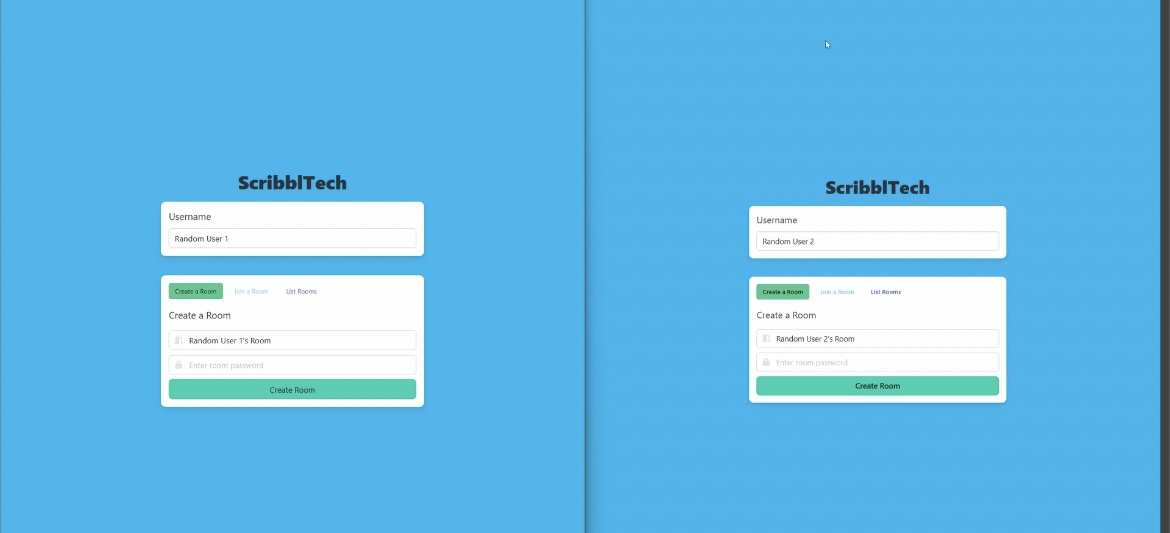 ScribblTech
Username
Random User 1
Create a Room Join a Room List Rooms
Create a Room
Random User 1's Room
Enter room password
Create Room
ScribblTech
Username
Random User 2
Create a Room Join a Room List Rooms
Create a Room
Random User 2's Room
Enter room password
Create Room